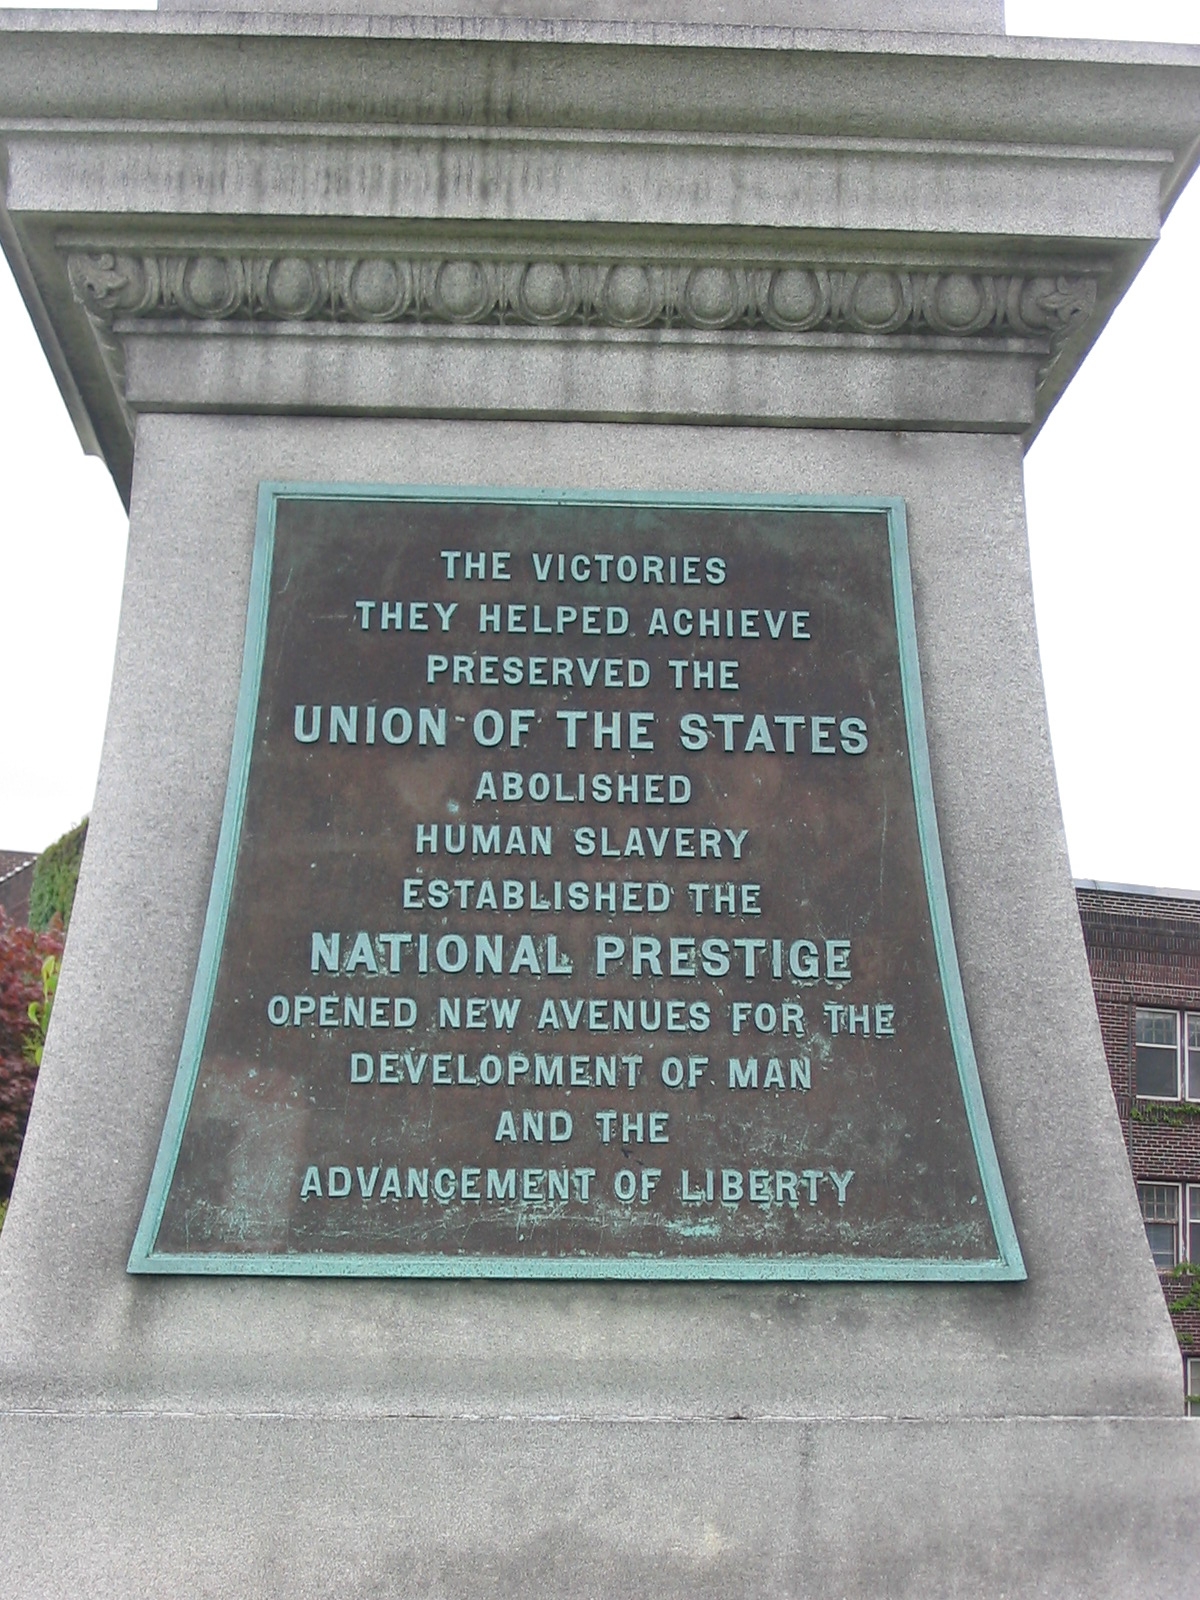 THE VICTORIES
THEY HELPED ACHIEVE
PRESERVED THE
UNION OF THE STATES
ABOLISHED
HUMAN SLAVERY
ESTABLISHED THE
NATIONAL PRESTIGE
OPENED NEW AVENUES FOR THE
DEVELOPMENT OF MAN
AND THE
ADVANCEMENT OF LIBERTY